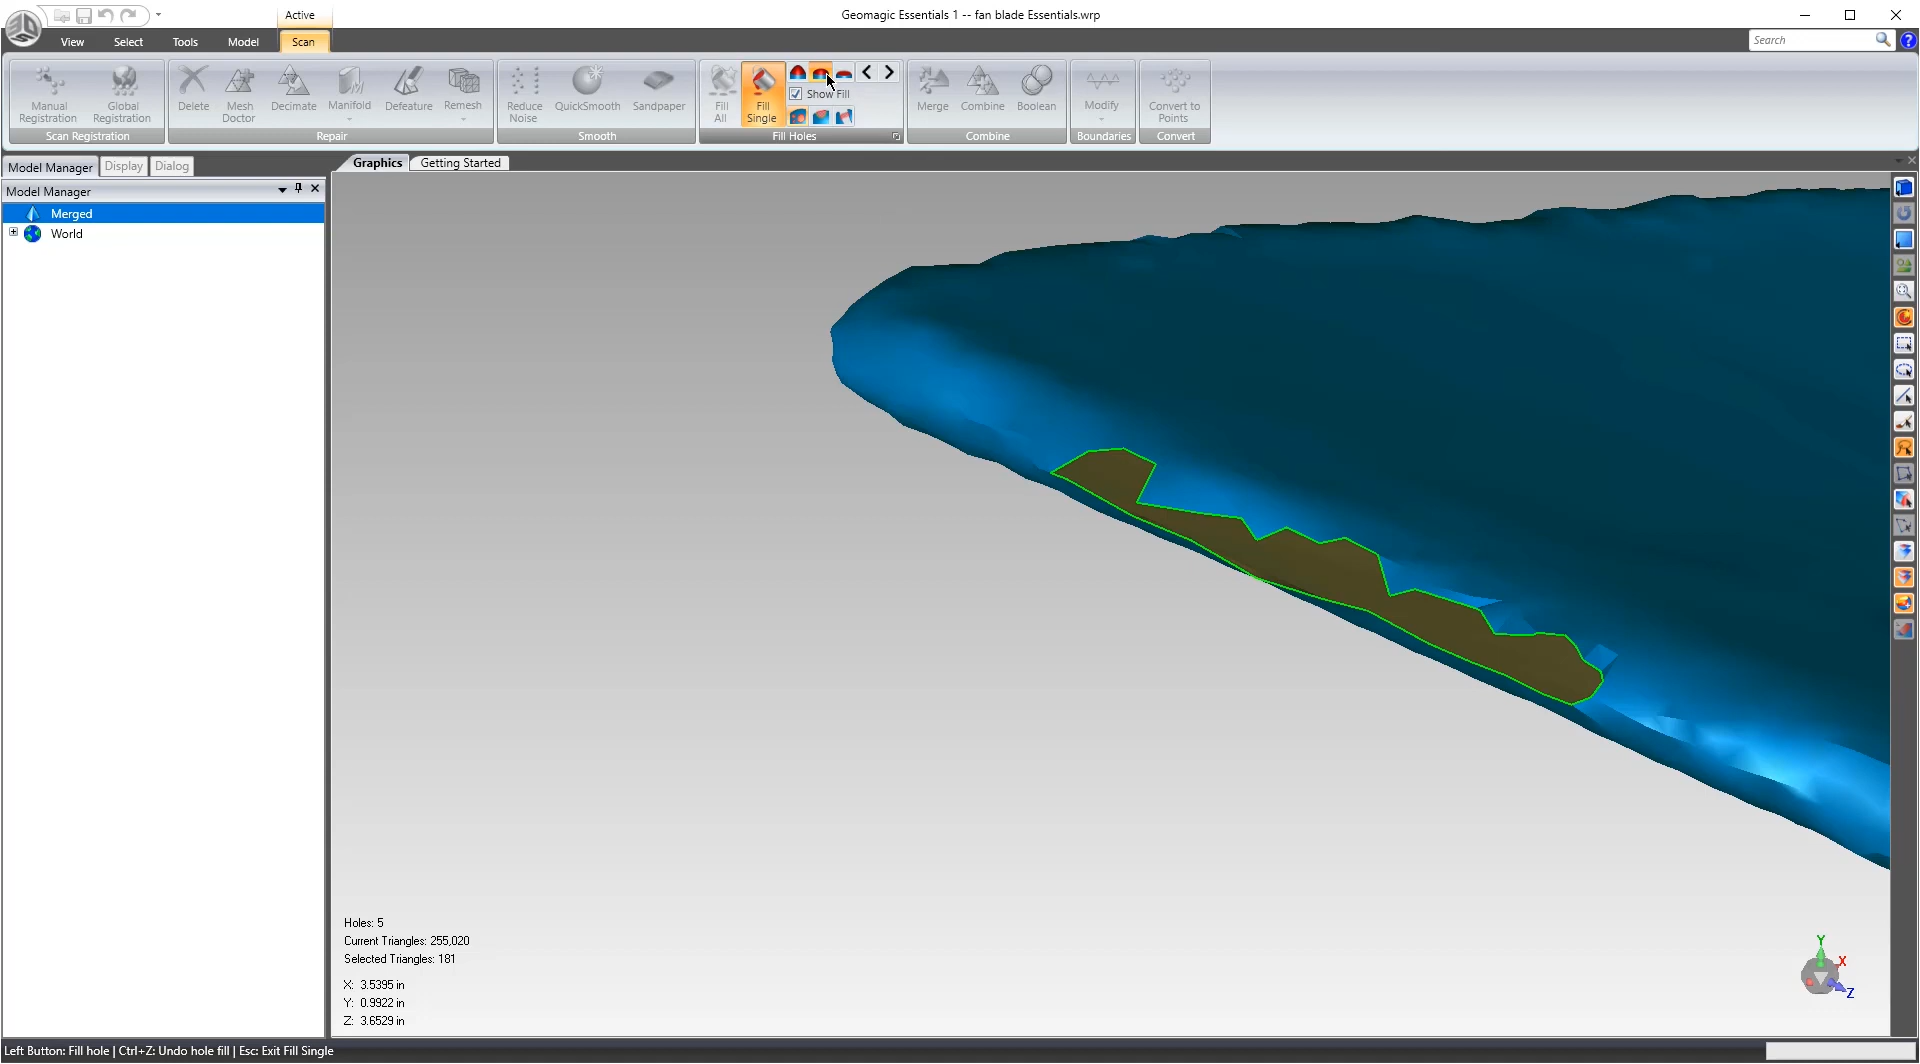 Active
Geomagic Essentials 1 -- fan blade Essentials.wrp
View Select Tools Model Scan
Search
Manual Registration
Global Registration
Scan Registration
Delete
Mesh Doctor
Decimate
Manifold
Defeature
Remesh
Repair
Reduce Noise
QuickSmooth
Sandpaper
Smooth
Fill All
Fill Single
Show Fill
Fill Holes
Merge
Combine
Boolean
Combine
Modify
Boundaries
Convert to Points
Convert
Model Manager Display Dialog
Graphics Getting Started
Model Manager
Merged
World
Holes: 5
Current Triangles: 255,020
Selected Triangles: 181
X: 3.5395 in
Y: 0.9922 in
Z: 3.6529 in
Y
X
Z
Left Button: Fill hole | Ctrl+Z: Undo hole fill | Esc: Exit Fill Single